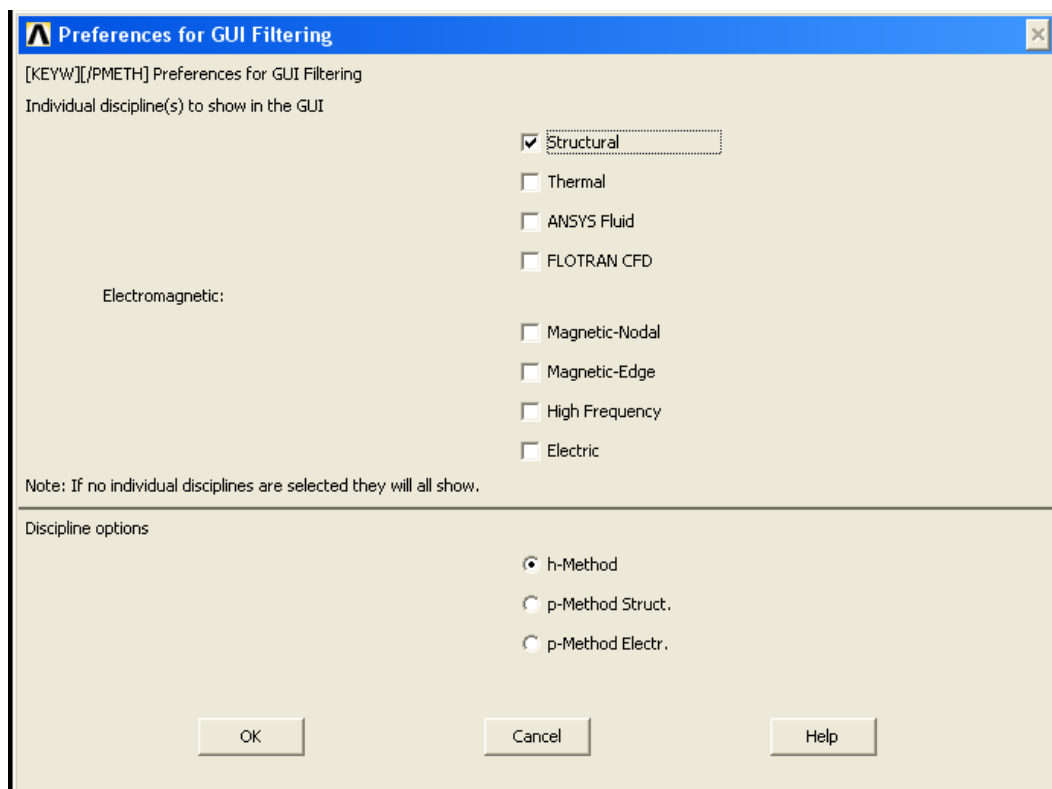 Preferences for GUI Filtering
[KEYW][/PMETH] Preferences for GUI Filtering
Individual discipline(s) to show in the GUI
Structural
Thermal
ANSYS Fluid
FLOTRAN CFD
Electromagnetic:
Magnetic-Nodal
Magnetic-Edge
High Frequency
Electric
Note: If no individual disciplines are selected they will all show.
Discipline options
h-Method
p-Method Struct.
p-Method Electr.
OK Cancel Help